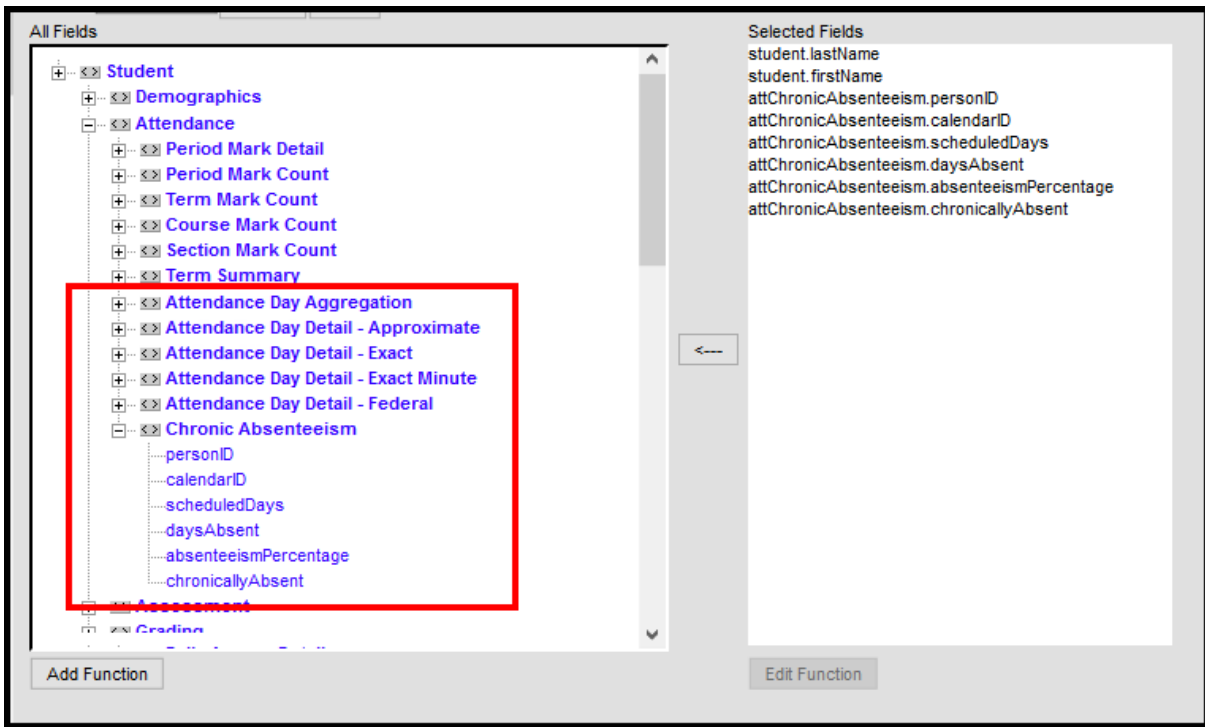 All Fields
Student
Demographics
Attendance
Period Mark Detail
Period Mark Count
Term Mark Count
Course Mark Count
Section Mark Count
Term Summary
Attendance Day Aggregation
Attendance Day Detail - Approximate
Attendance Day Detail - Exact
Attendance Day Detail - Exact Minute
Attendance Day Detail - Federal
Chronic Absenteeism
personID
calendarID
scheduledDays
daysAbsent
absenteeismPercentage
chronicallyAbsent
Assessment
Grading
Add Function
<---
Selected Fields
student.lastName
student.firstName
attChronicAbsenteeism.personID
attChronicAbsenteeism.calendarID
attChronicAbsenteeism.scheduledDays
attChronicAbsenteeism.daysAbsent
attChronicAbsenteeism.absenteeismPercentage
attChronicAbsenteeism.chronicallyAbsent
Edit Function